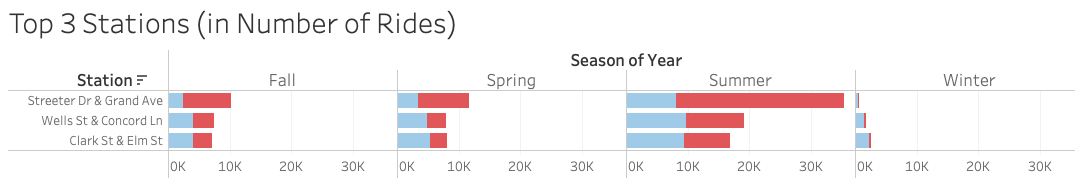 Top 3 Stations (in Number of Rides)
Season of Year
Station Fall Spring Summer Winter
Streeter Dr & Grand Ave
Wells St & Concord Ln
Clark St & Elm St
0K 10K 20K 30K 0K 10K 20K 30K 0K 10K 20K 30K 0K 10K 20K 30K